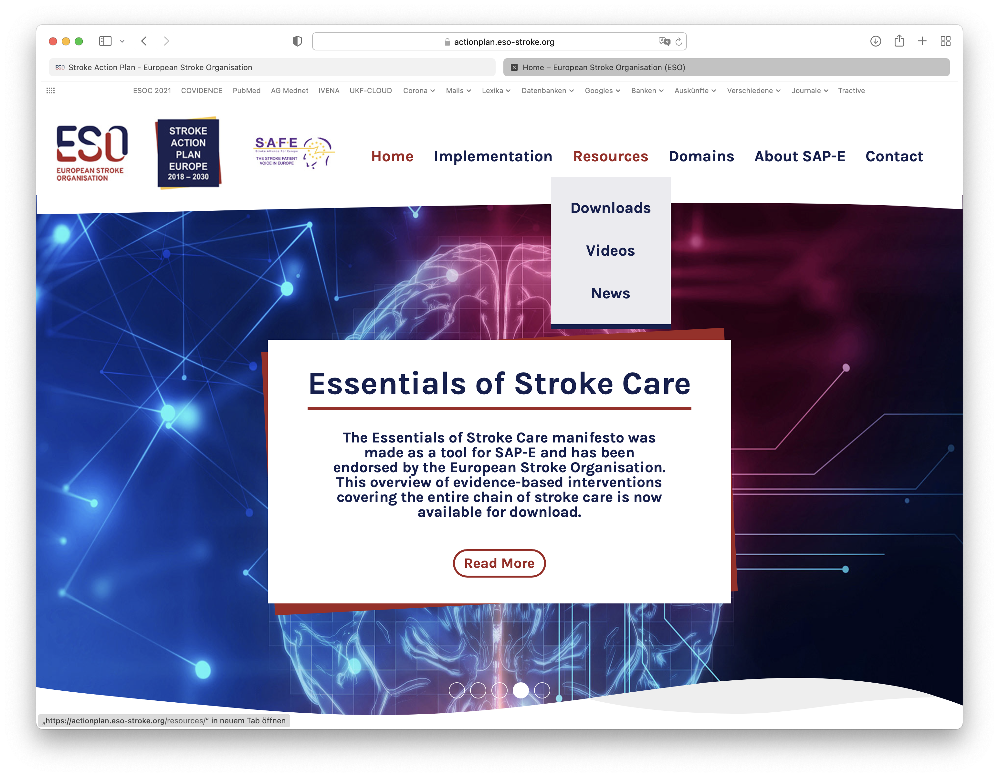 actionplan.eso-stroke.org
ESO Stroke Action Plan - European Stroke Organisation
Home – European Stroke Organisation (ESO)
ESOC 2021 COVIDENCE PubMed AG Mednet IVENA UKF-CLOUD Corona Mails Lexika Datenbanken Googles Banken Auskünfte Verschiedene Journale Tractive
ESO
EUROPEAN STROKE
ORGANISATION
STROKE
ACTION
PLAN
EUROPE
2018 – 2030
S·A·F·E
Stroke Alliance For Europe
THE STROKE PATIENT
VOICE IN EUROPE
Home Implementation Resources Domains About SAP-E Contact
Downloads
Videos
News
Essentials of Stroke Care
The Essentials of Stroke Care manifesto was
made as a tool for SAP-E and has been
endorsed by the European Stroke Organisation.
This overview of evidence-based interventions
covering the entire chain of stroke care is now
available for download.
Read More
„https://actionplan.eso-stroke.org/resources/“ in neuem Tab öffnen